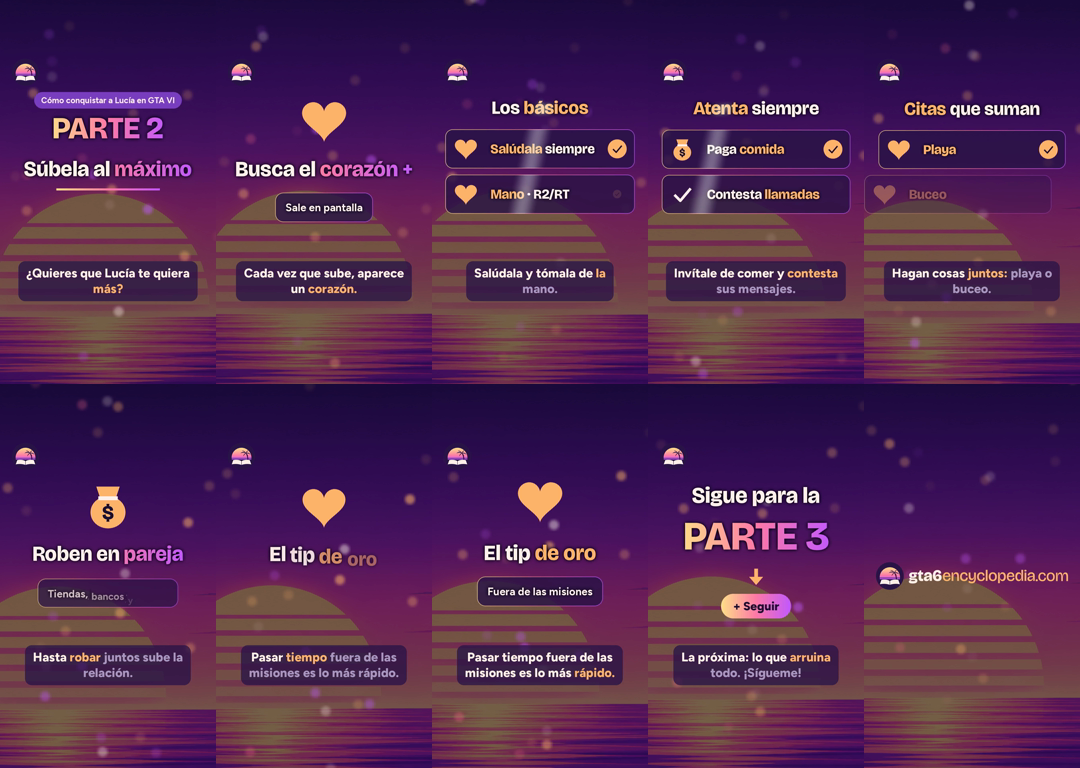 Cómo conquistar a Lucía en GTA VI
PARTE 2
Súbela al máximo
¿Quieres que Lucía te quiera
más?
Busca el corazón +
Sale en pantalla
Cada vez que sube, aparece
un corazón.
Los básicos
Salúdala siempre
Mano · R2/RT
Salúdala y tómala de la
mano.
Atenta siempre
Paga comida
Contesta llamadas
Invítale de comer y contesta
sus mensajes.
Citas que suman
Playa
Buceo
Hagan cosas juntos: playa o
buceo.
Roben en pareja
Tiendas, bancos y
Hasta robar juntos sube la
relación.
El tip de oro
Pasar tiempo fuera de las
misiones es lo más rápido.
El tip de oro
Fuera de las misiones
Pasar tiempo fuera de las
misiones es lo más rápido.
Sigue para la
PARTE 3
+ Seguir
La próxima: lo que arruina
todo. ¡Sígueme!
gta6encyclopedia.com